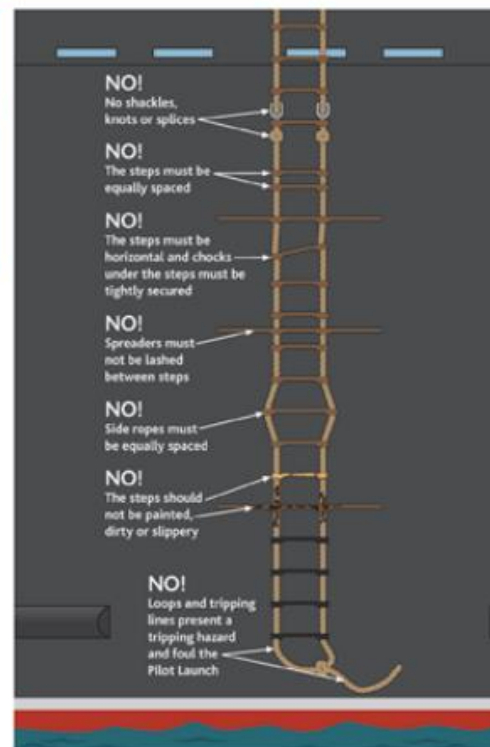 NO!
No shackles,
knots or splices
NO!
The steps must be
equally spaced
NO!
The steps must be
horizontal and chocks
under the steps must be
tightly secured
NO!
Spreaders must
not be lashed
between steps
NO!
Side ropes must
be equally spaced
NO!
The steps should
not be painted,
dirty or slippery
NO!
Loops and tripping
lines present a
tripping hazard
and foul the
Pilot Launch